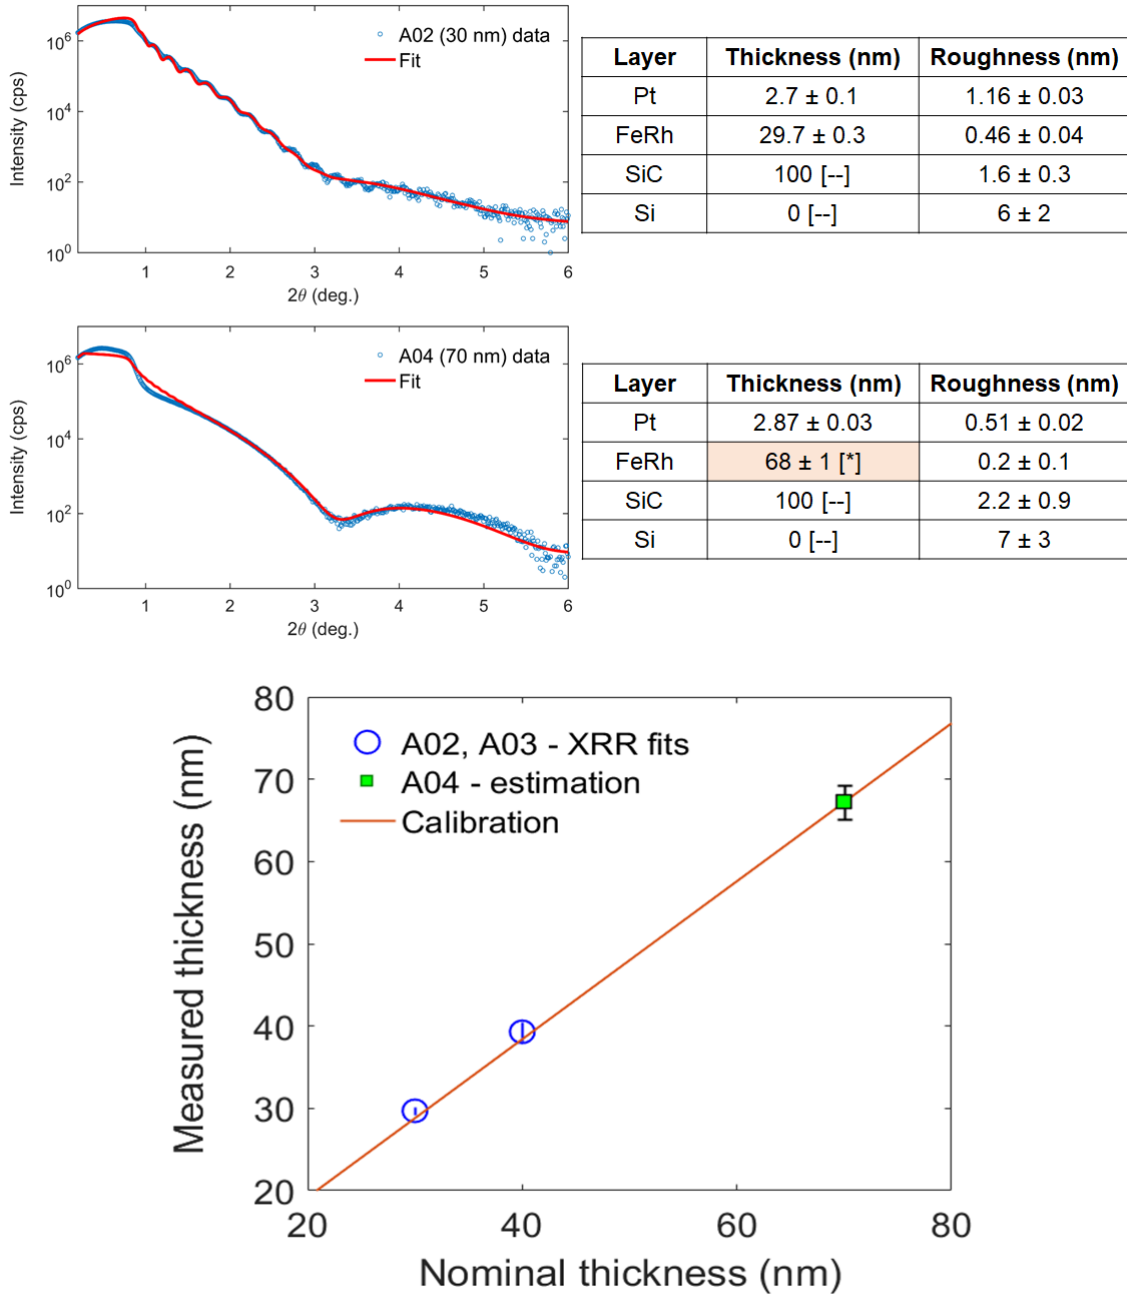 10^6
10^4
10^2
10^0
Intensity (cps)
A02 (30 nm) data
Fit
1 2 3 4 5 6
2θ (deg.)
Layer Thickness (nm) Roughness (nm)
Pt 2.7 ± 0.1 1.16 ± 0.03
FeRh 29.7 ± 0.3 0.46 ± 0.04
SiC 100 [--] 1.6 ± 0.3
Si 0 [--] 6 ± 2
10^6
10^4
10^2
10^0
Intensity (cps)
A04 (70 nm) data
Fit
1 2 3 4 5 6
2θ (deg.)
Layer Thickness (nm) Roughness (nm)
Pt 2.87 ± 0.03 0.51 ± 0.02
FeRh 68 ± 1 [*] 0.2 ± 0.1
SiC 100 [--] 2.2 ± 0.9
Si 0 [--] 7 ± 3
80
70
60
50
40
30
20
Measured thickness (nm)
A02, A03 - XRR fits
A04 - estimation
Calibration
20 40 60 80
Nominal thickness (nm)